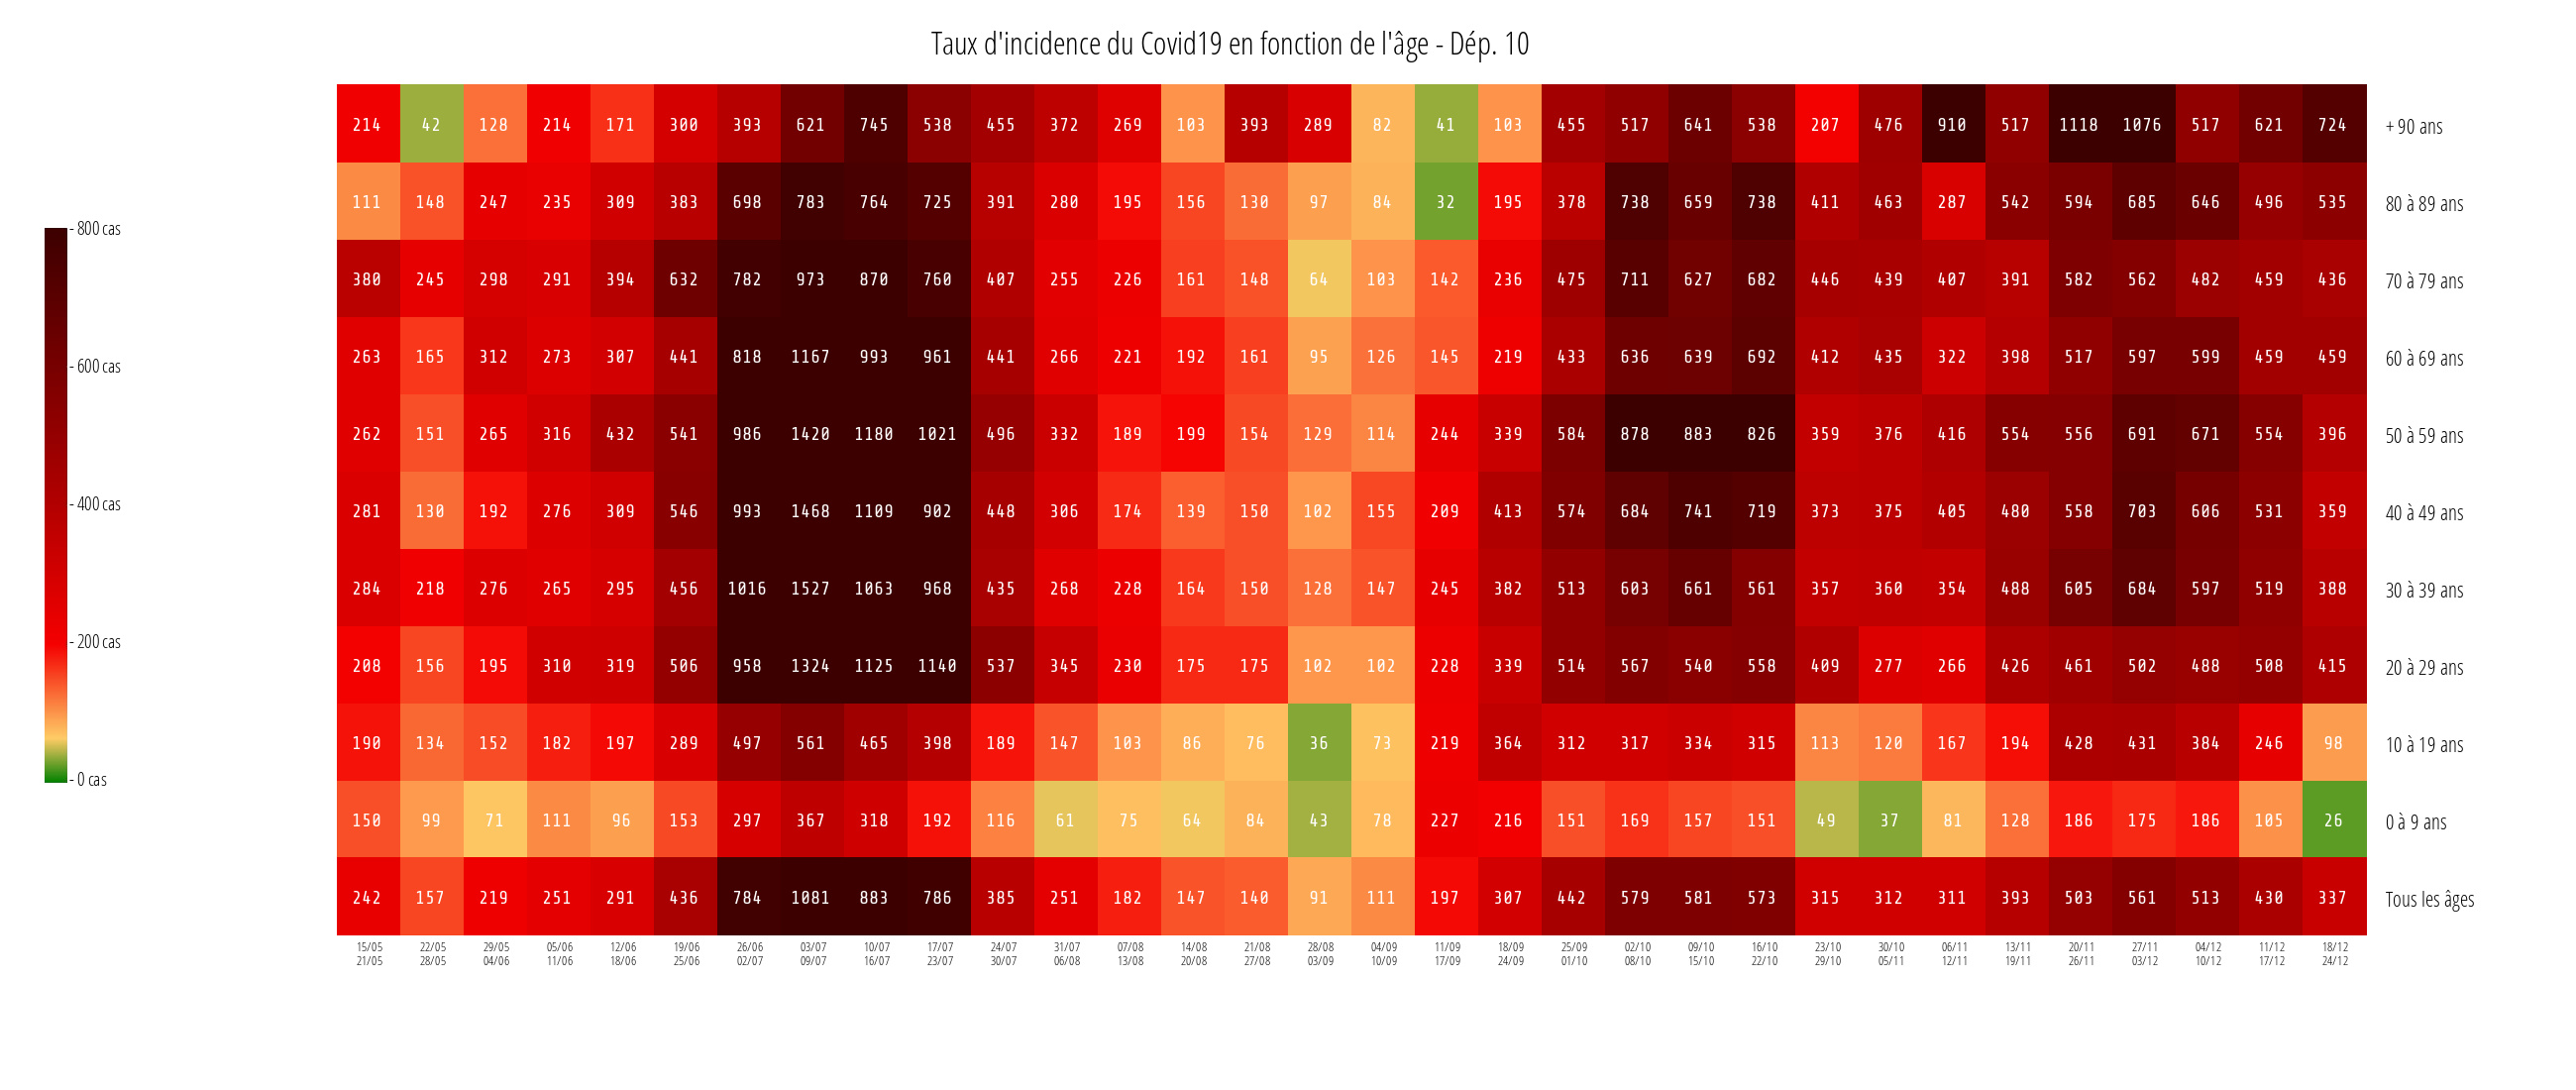 Taux d'incidence du Covid19 en fonction de l'âge - Dép. 10
214 42 128 214 171 300 393 621 745 538 455 372 269 103 393 289 82 41 103 455 517 641 538 207 476 910 517 1118 1076 517 621 724 + 90 ans
111 148 247 235 309 383 698 783 764 725 391 280 195 156 130 97 84 32 195 378 738 659 738 411 463 287 542 594 685 646 496 535 80 à 89 ans
- 800 cas
380 245 298 291 394 632 782 973 870 760 407 255 226 161 148 64 103 142 236 475 711 627 682 446 439 407 391 582 562 482 459 436 70 à 79 ans
263 165 312 273 307 441 818 1167 993 961 441 266 221 192 161 95 126 145 219 433 636 639 692 412 435 322 398 517 597 599 459 459 60 à 69 ans
- 600 cas
262 151 265 316 432 541 986 1420 1180 1021 496 332 189 199 154 129 114 244 339 584 878 883 826 359 376 416 554 556 691 671 554 396 50 à 59 ans
- 400 cas
281 130 192 276 309 546 993 1468 1109 902 448 306 174 139 150 102 155 209 413 574 684 741 719 373 375 405 480 558 703 606 531 359 40 à 49 ans
284 218 276 265 295 456 1016 1527 1063 968 435 268 228 164 150 128 147 245 382 513 603 661 561 357 360 354 488 605 684 597 519 388 30 à 39 ans
- 200 cas
208 156 195 310 319 506 958 1324 1125 1140 537 345 230 175 175 102 102 228 339 514 567 540 558 409 277 266 426 461 502 488 508 415 20 à 29 ans
190 134 152 182 197 289 497 561 465 398 189 147 103 86 76 36 73 219 364 312 317 334 315 113 120 167 194 428 431 384 246 98 10 à 19 ans
- 0 cas
150 99 71 111 96 153 297 367 318 192 116 61 75 64 84 43 78 227 216 151 169 157 151 49 37 81 128 186 175 186 105 26 0 à 9 ans
242 157 219 251 291 436 784 1081 883 786 385 251 182 147 140 91 111 197 307 442 579 581 573 315 312 311 393 503 561 513 430 337 Tous les âges
15/05 22/05 29/05 05/06 12/06 19/06 26/06 03/07 10/07 17/07 24/07 31/07 07/08 14/08 21/08 28/08 04/09 11/09 18/09 25/09 02/10 09/10 16/10 23/10 30/10 06/11 13/11 20/11 27/11 04/12 11/12 18/12
21/05 28/05 04/06 11/06 18/06 25/06 02/07 09/07 16/07 23/07 30/07 06/08 13/08 20/08 27/08 03/09 10/09 17/09 24/09 01/10 08/10 15/10 22/10 29/10 05/11 12/11 19/11 26/11 03/12 10/12 17/12 24/12